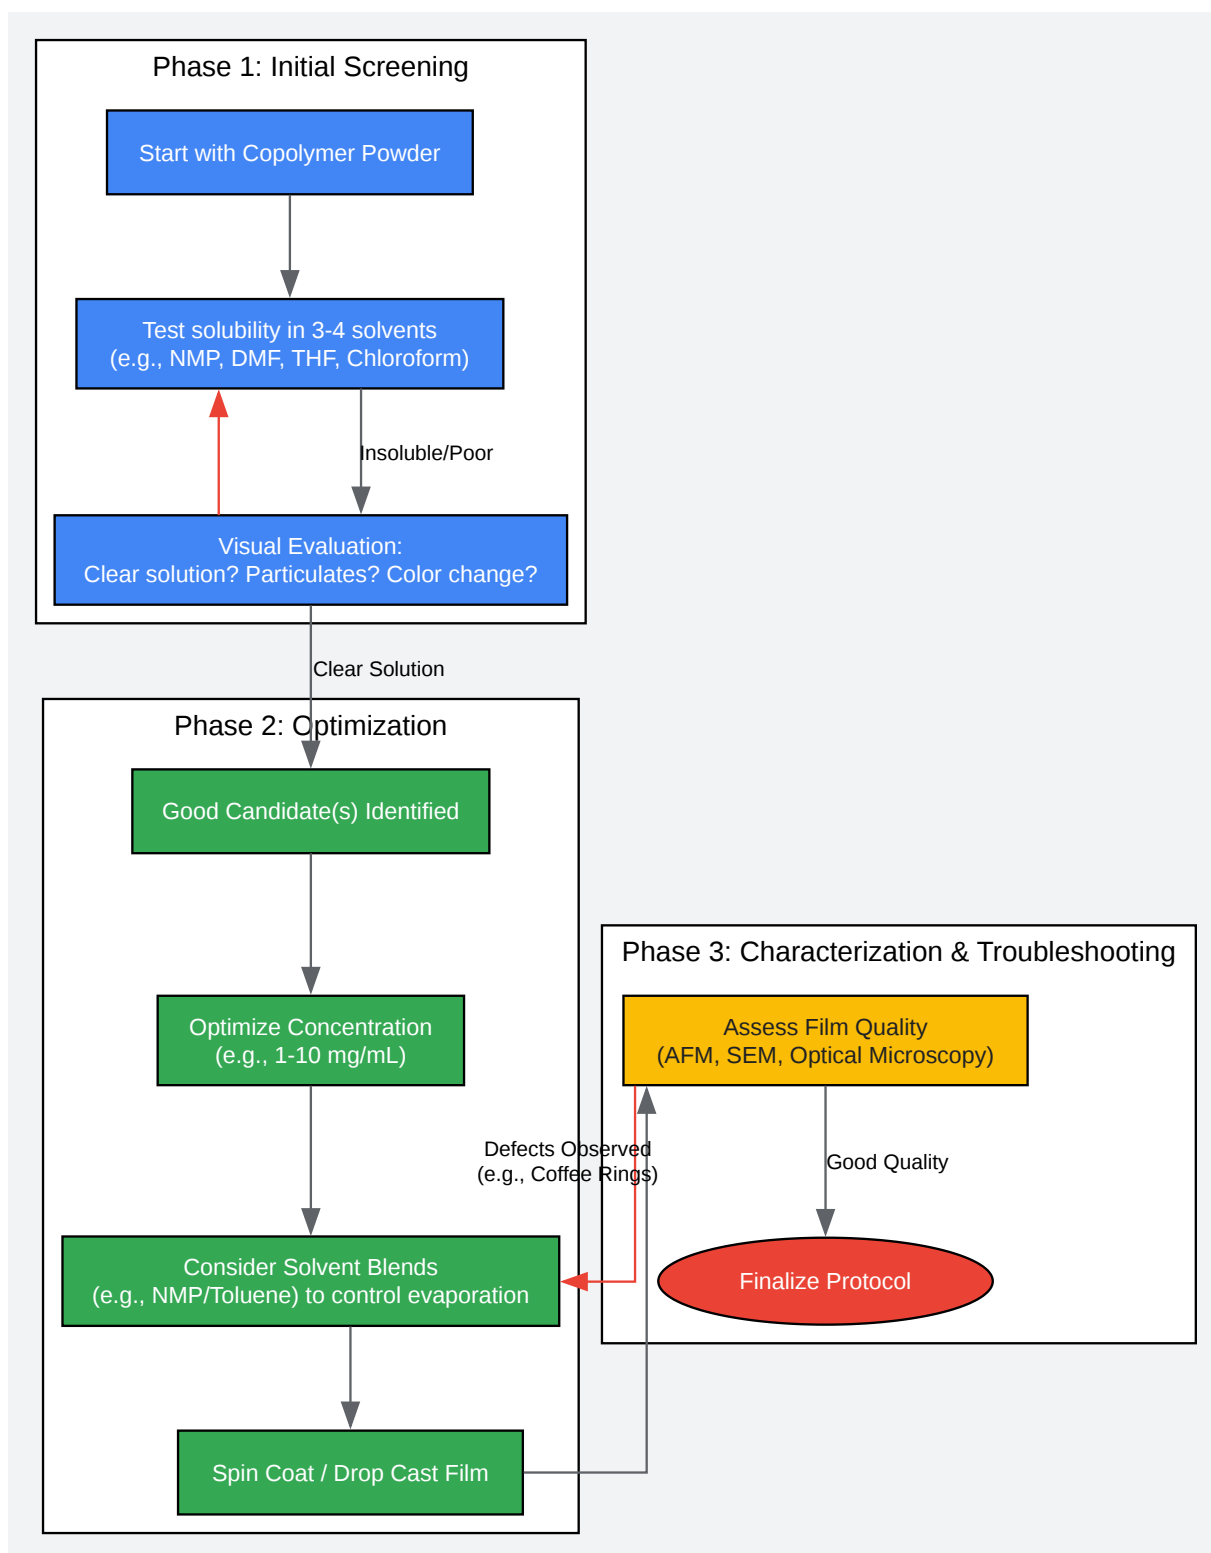 Phase 1: Initial Screening
Start with Copolymer Powder
Test solubility in 3-4 solvents
(e.g., NMP, DMF, THF, Chloroform)
Insoluble/Poor
Visual Evaluation:
Clear solution? Particulates? Color change?
Clear Solution
Phase 2: Optimization
Good Candidate(s) Identified
Optimize Concentration
(e.g., 1-10 mg/mL)
Consider Solvent Blends
(e.g., NMP/Toluene) to control evaporation
Spin Coat / Drop Cast Film
Phase 3: Characterization & Troubleshooting
Assess Film Quality
(AFM, SEM, Optical Microscopy)
Defects Observed
(e.g., Coffee Rings)
Good Quality
Finalize Protocol